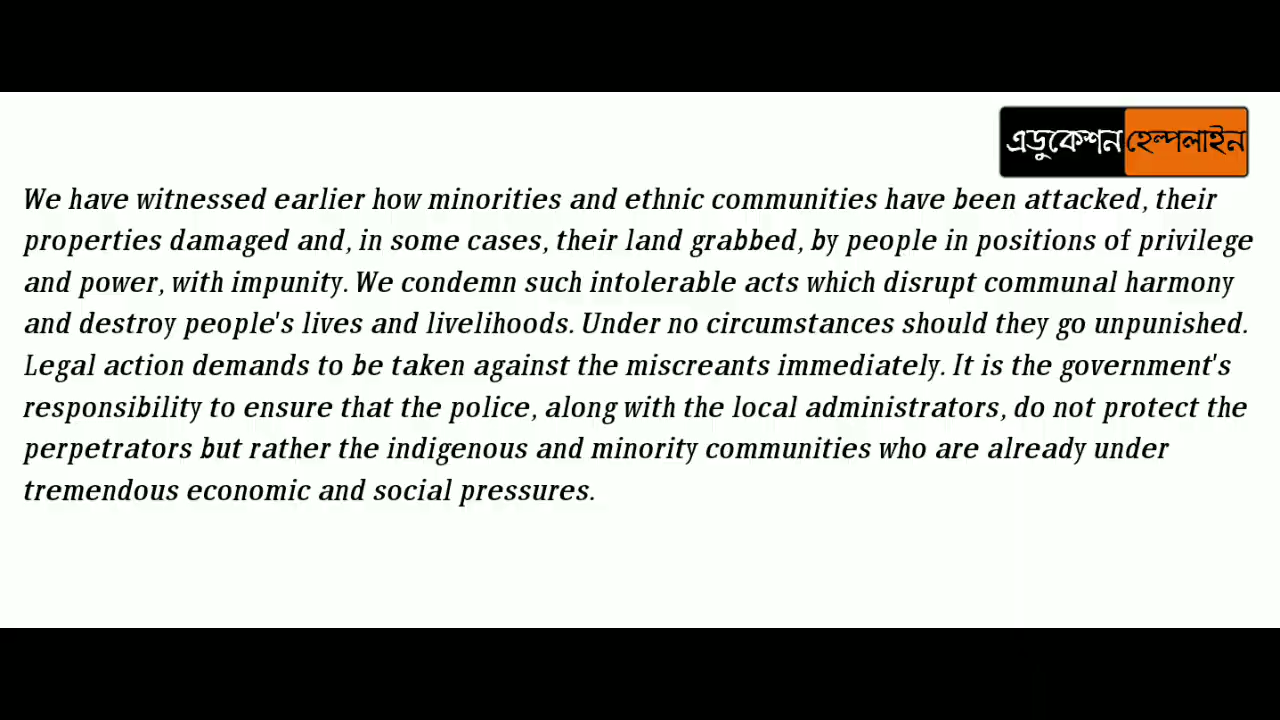 এডুকেশন হেল্পলাইন
We have witnessed earlier how minorities and ethnic communities have been attacked, their
properties damaged and, in some cases, their land grabbed, by people in positions of privilege
and power, with impunity. We condemn such intolerable acts which disrupt communal harmony
and destroy people's lives and livelihoods. Under no circumstances should they go unpunished.
Legal action demands to be taken against the miscreants immediately. It is the government's
responsibility to ensure that the police, along with the local administrators, do not protect the
perpetrators but rather the indigenous and minority communities who are already under
tremendous economic and social pressures.